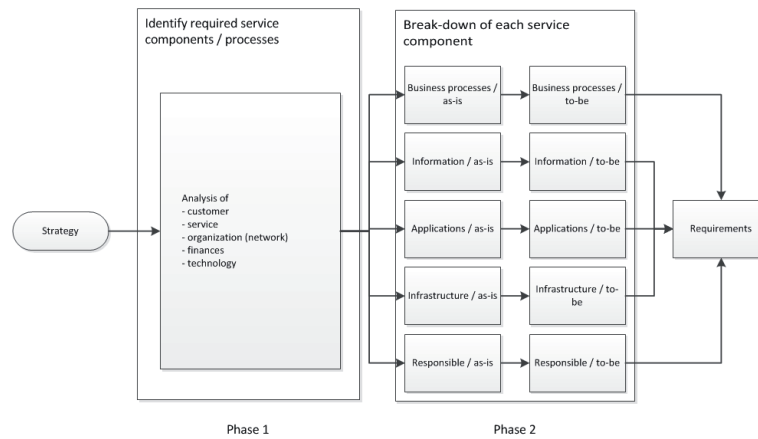 Identify required service
components / processes
Break-down of each service
component
Strategy
Analysis of
- customer
- service
- organization (network)
- finances
- technology
Business processes /
as-is
Business processes /
to-be
Information / as-is
Information / to-be
Applications / as-is
Applications / to-be
Infrastructure / as-is
Infrastructure / to-
be
Responsible / as-is
Responsible / to-be
Requirements
Phase 1
Phase 2